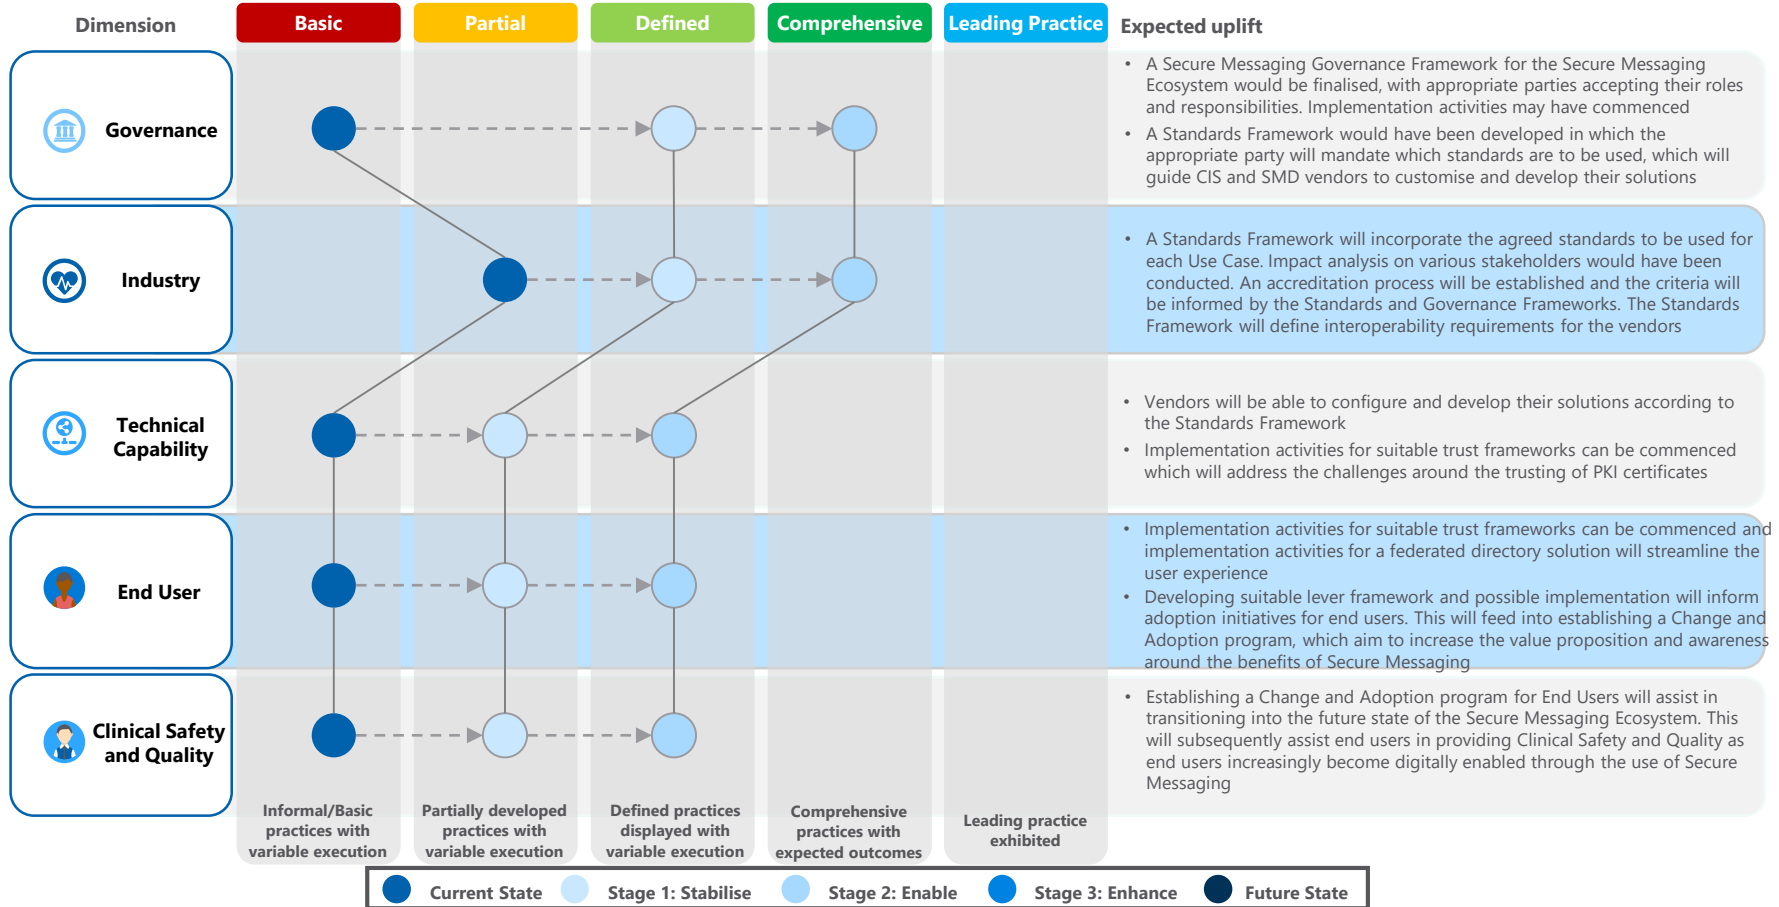 Dimension
Basic
Partial
Defined
Comprehensive
Leading Practice
Expected uplift
Governance
• A Secure Messaging Governance Framework for the Secure Messaging
Ecosystem would be finalised, with appropriate parties accepting their roles
and responsibilities. Implementation activities may have commenced
• A Standards Framework would have been developed in which the
appropriate party will mandate which standards are to be used, which will
guide CIS and SMD vendors to customise and develop their solutions
Industry
• A Standards Framework will incorporate the agreed standards to be used for
each Use Case. Impact analysis on various stakeholders would have been
conducted. An accreditation process will be established and the criteria will
be informed by the Standards and Governance Frameworks. The Standards
Framework will define interoperability requirements for the vendors
Technical
Capability
• Vendors will be able to configure and develop their solutions according to
the Standards Framework
• Implementation activities for suitable trust frameworks can be commenced
which will address the challenges around the trusting of PKI certificates
End User
• Implementation activities for suitable trust frameworks can be commenced and
implementation activities for a federated directory solution will streamline the
user experience
• Developing suitable lever framework and possible implementation will inform
adoption initiatives for end users. This will feed into establishing a Change and
Adoption program, which aim to increase the value proposition and awareness
around the benefits of Secure Messaging
Clinical Safety
and Quality
• Establishing a Change and Adoption program for End Users will assist in
transitioning into the future state of the Secure Messaging Ecosystem. This
will subsequently assist end users in providing Clinical Safety and Quality as
end users increasingly become digitally enabled through the use of Secure
Messaging
Informal/Basic
practices with
variable execution
Partially developed
practices with
variable execution
Defined practices
displayed with
variable execution
Comprehensive
practices with
expected outcomes
Leading practice
exhibited
Current State
Stage 1: Stabilise
Stage 2: Enable
Stage 3: Enhance
Future State